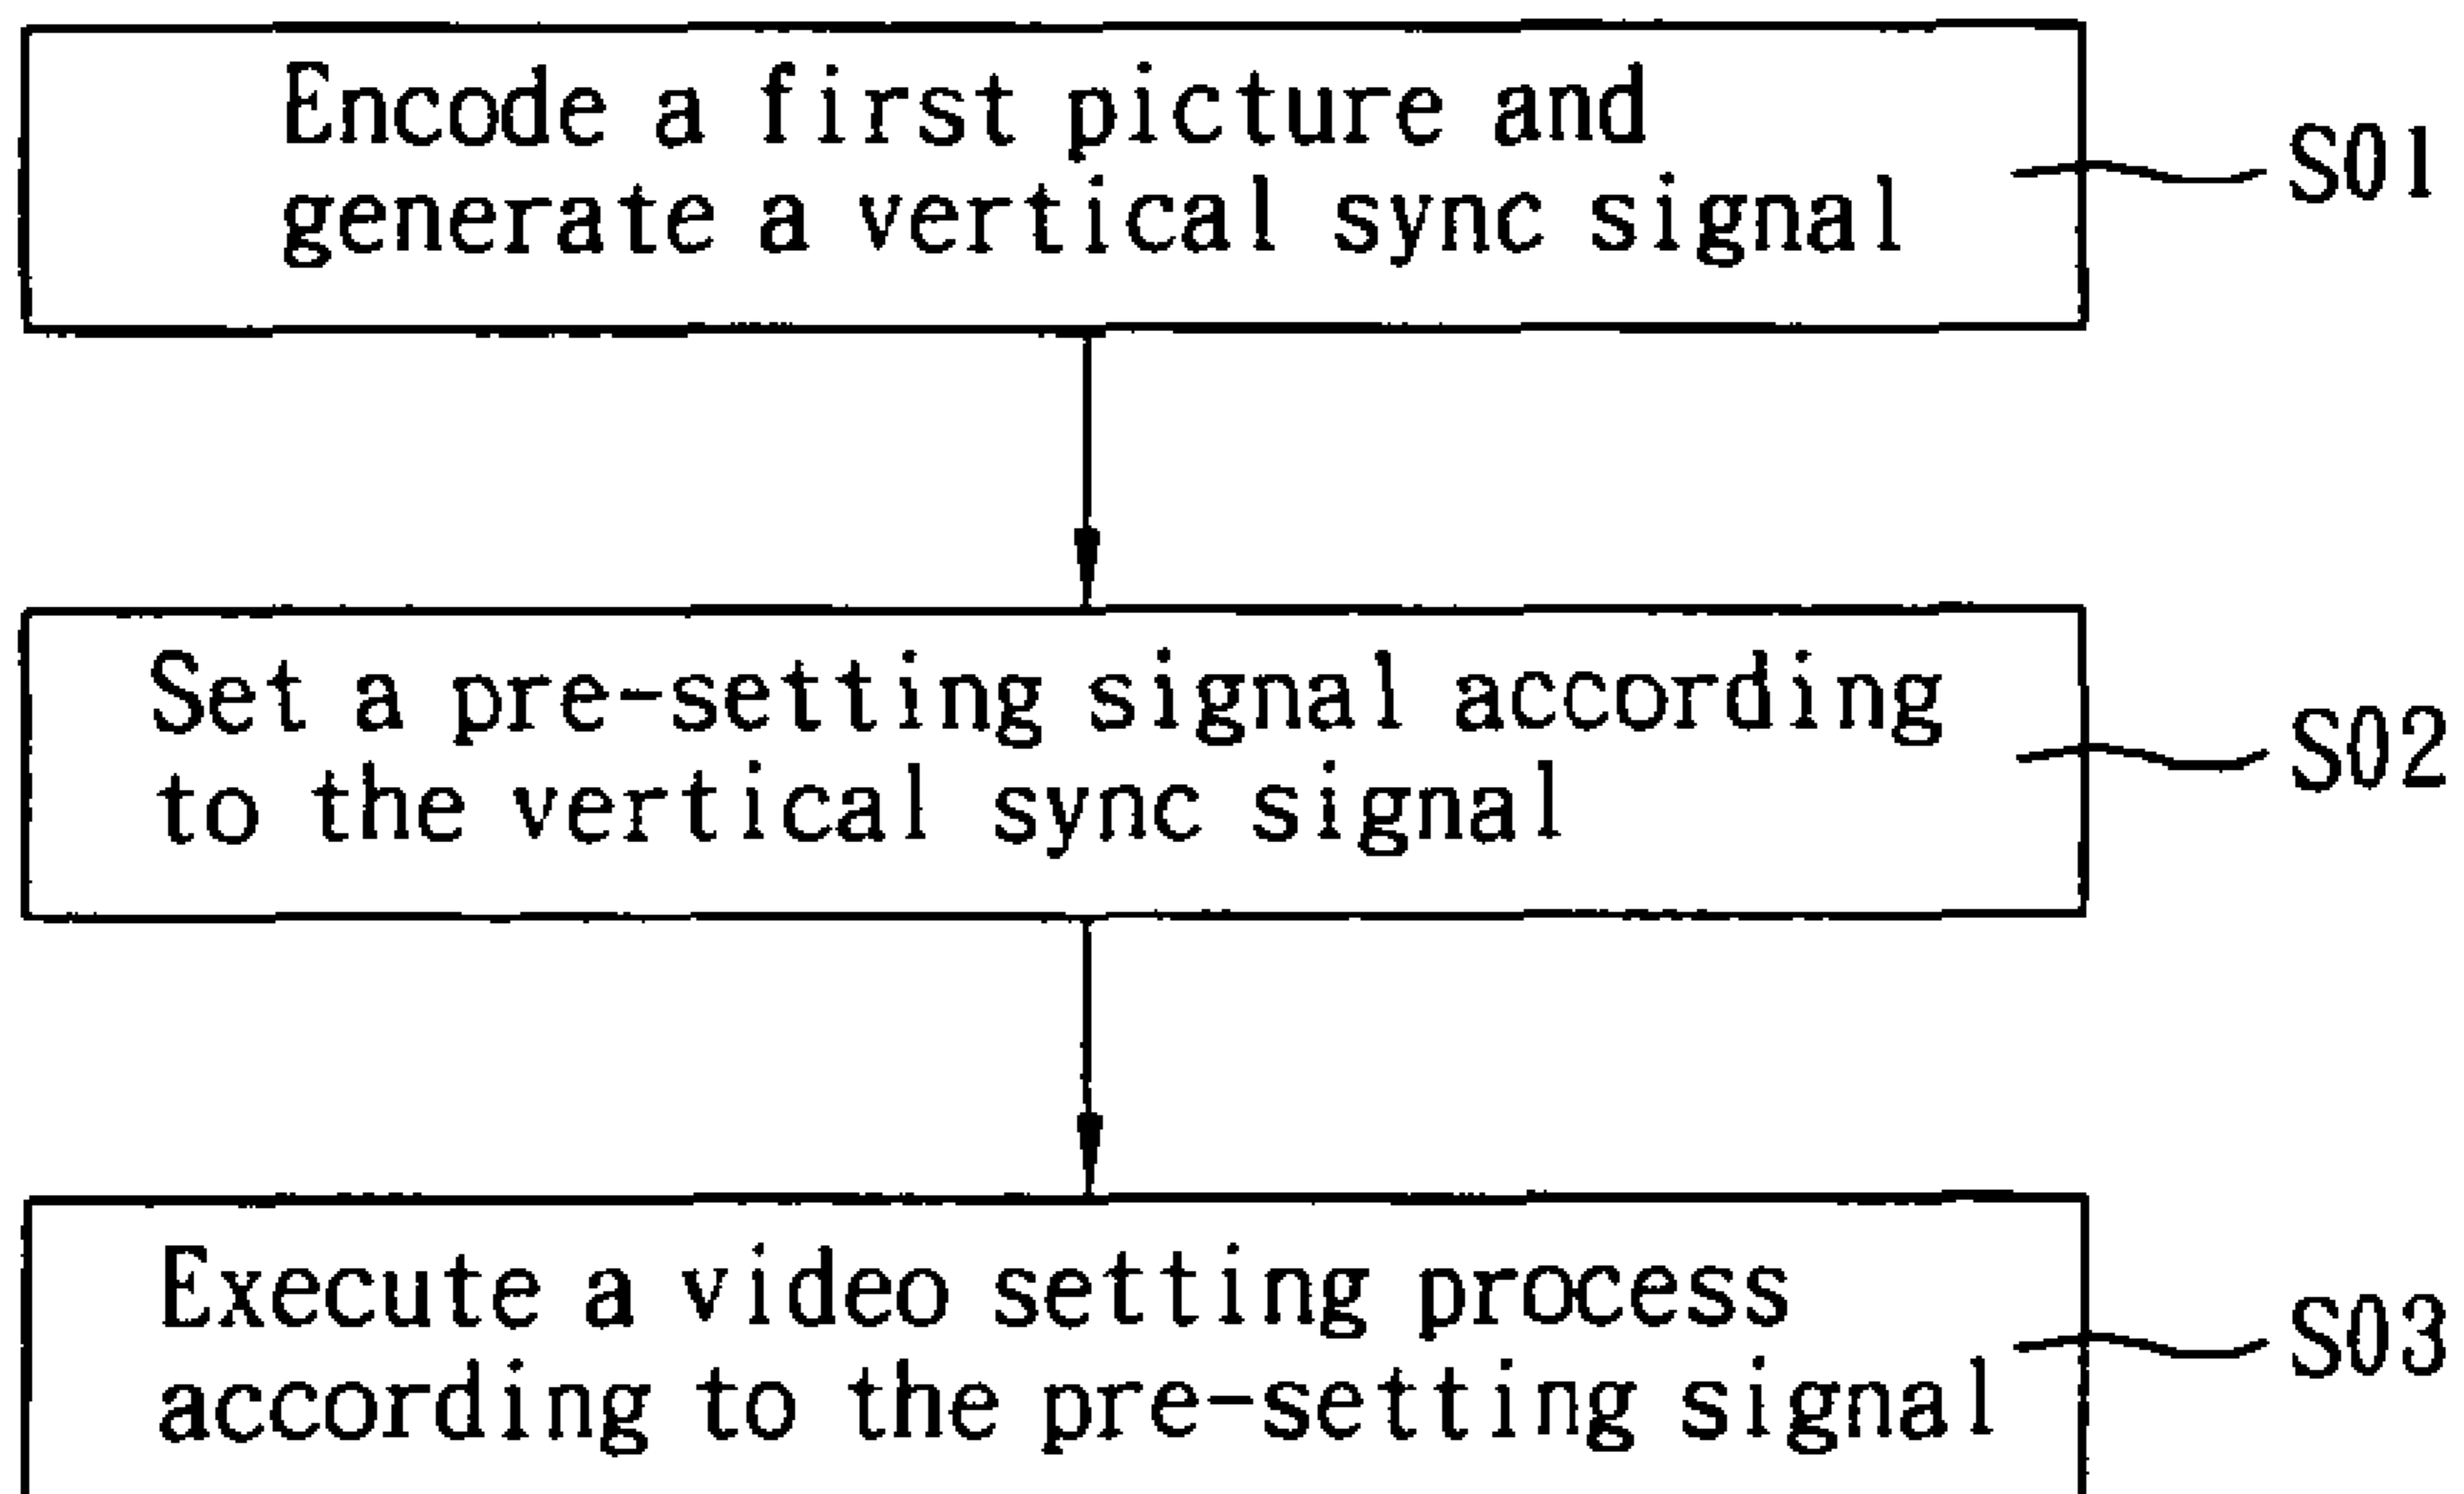 Encode a first picture and
generate a vertical sync signal
S01
Set a pre-setting signal according
to the vertical sync signal
S02
Execute a video setting process
according to the pre-setting signal
S03